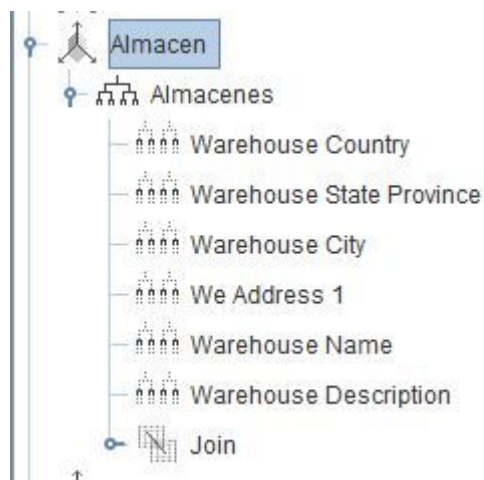 Almacen
Almacenes
Warehouse Country
Warehouse State Province
Warehouse City
We Address 1
Warehouse Name
Warehouse Description
Join